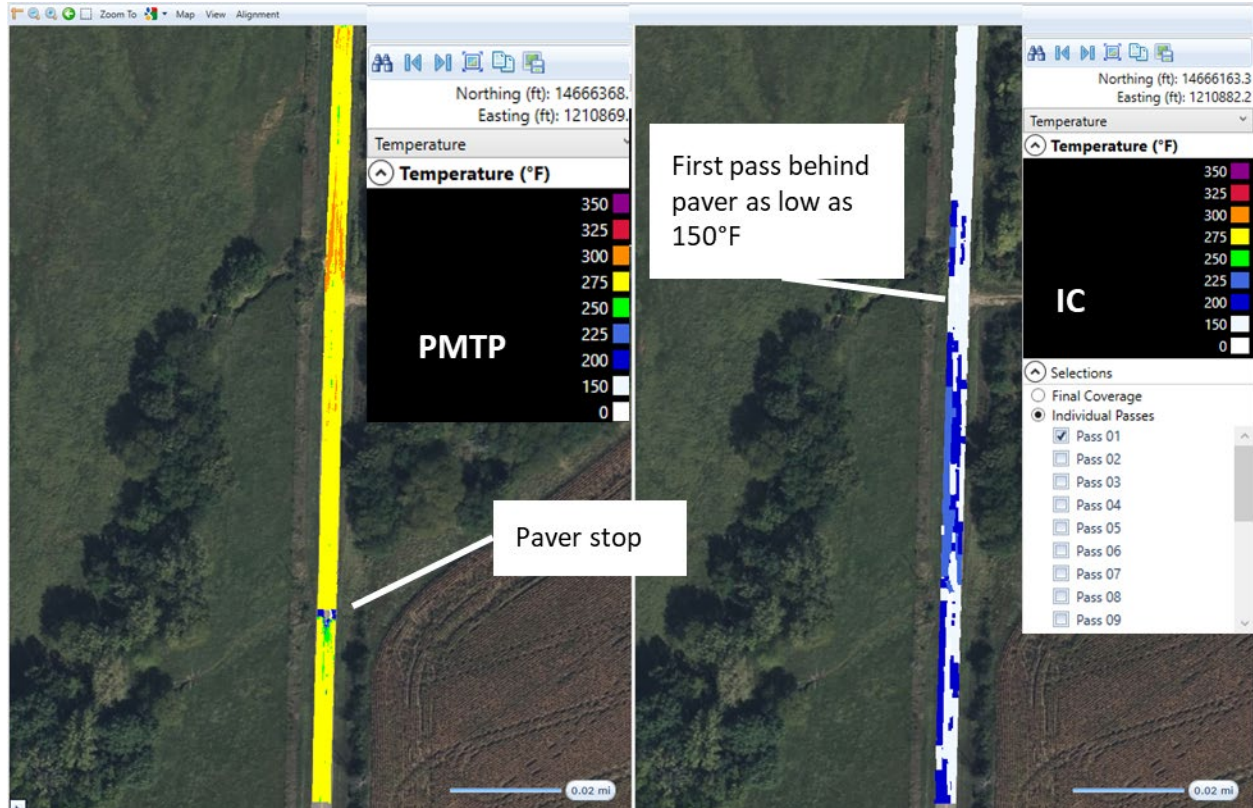 Zoom To Map View Alignment
Northing (ft): 14666368.
Easting (ft): 1210869.
Temperature
Temperature (°F)
350
325
300
275
250
225
200
150
0
PMTP
Paver stop
0.02 mi
First pass behind
paver as low as
150°F
Northing (ft): 14666163.3
Easting (ft): 1210882.2
Temperature
Temperature (°F)
350
325
300
275
250
225
200
150
0
IC
Selections
Final Coverage
Individual Passes
Pass 01
Pass 02
Pass 03
Pass 04
Pass 05
Pass 06
Pass 07
Pass 08
Pass 09
0.02 mi